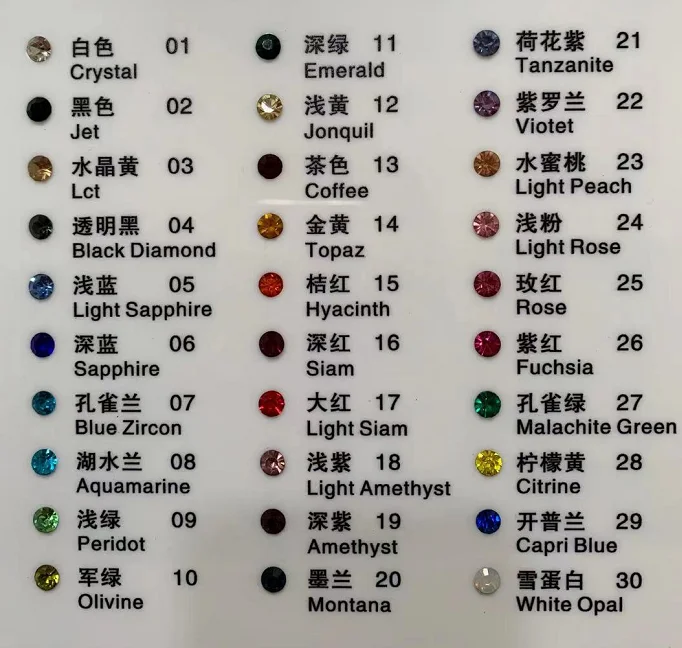 白色 01
Crystal
黑色 02
Jet
水晶黄 03
Lct
透明黑 04
Black Diamond
浅蓝 05
Light Sapphire
深蓝 06
Sapphire
孔雀兰 07
Blue Zircon
湖水兰 08
Aquamarine
浅绿 09
Peridot
军绿 10
Olivine
深绿 11
Emerald
浅黄 12
Jonquil
茶色 13
Coffee
金黄 14
Topaz
桔红 15
Hyacinth
深红 16
Siam
大红 17
Light Siam
浅紫 18
Light Amethyst
深紫 19
Amethyst
墨兰 20
Montana
荷花紫 21
Tanzanite
紫罗兰 22
Viotet
水蜜桃 23
Light Peach
浅粉 24
Light Rose
玫红 25
Rose
紫红 26
Fuchsia
孔雀绿 27
Malachite Green
柠檬黄 28
Citrine
开普兰 29
Capri Blue
雪蛋白 30
White Opal